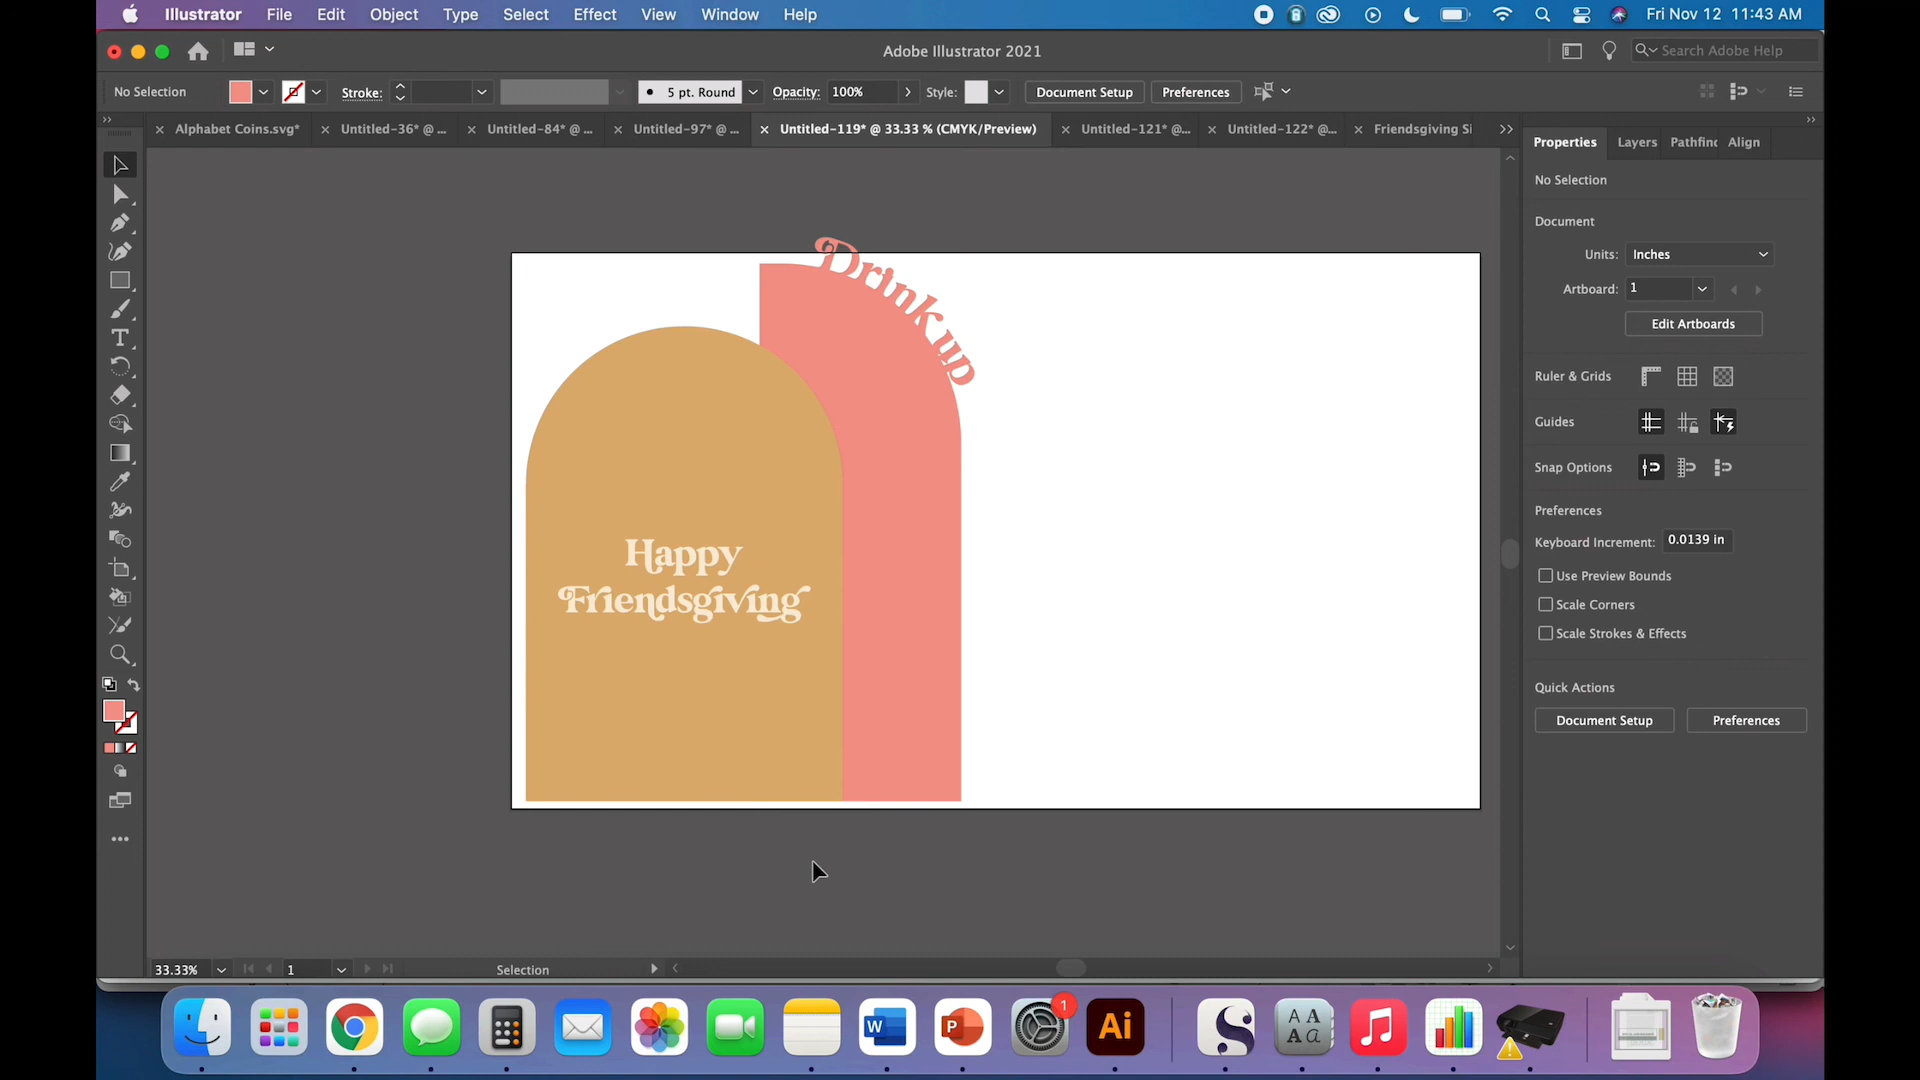 Illustrator File Edit Object Type Select Effect View Window Help
Fri Nov 12 11:43 AM
Adobe Illustrator 2021
Search Adobe Help
No Selection
Stroke:
5 pt. Round
Opacity: 100%
Style:
Document Setup
Preferences
Alphabet Coins.svg*
Untitled-36* @ ...
Untitled-84* @ ...
Untitled-97* @ ...
Untitled-119* @ 33.33 % (CMYK/Preview)
Untitled-121* @...
Untitled-122* @...
Friendsgiving Si
Properties Layers Pathfinc Align
No Selection
Document
Units: Inches
Artboard: 1
Edit Artboards
Ruler & Grids
Guides
Snap Options
Preferences
Keyboard Increment: 0.0139 in
Use Preview Bounds
Scale Corners
Scale Strokes & Effects
Quick Actions
Document Setup Preferences
Drink up
Happy
Friendsgiving
33.33% 1 Selection
1
W
P
Ai
S
A A
A a